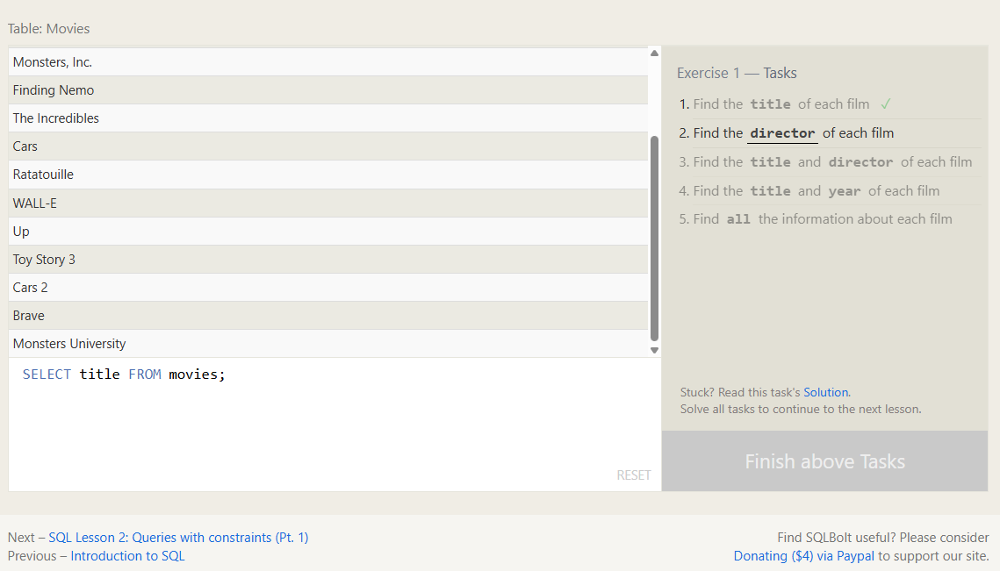 Table: Movies
Monsters, Inc.
Finding Nemo
The Incredibles
Cars
Ratatouille
WALL-E
Up
Toy Story 3
Cars 2
Brave
Monsters University
SELECT title FROM movies;
RESET
Exercise 1 — Tasks
1. Find the title of each film ✓
2. Find the director of each film
3. Find the title and director of each film
4. Find the title and year of each film
5. Find all the information about each film
Stuck? Read this task's Solution.
Solve all tasks to continue to the next lesson.
Finish above Tasks
Next – SQL Lesson 2: Queries with constraints (Pt. 1)
Previous – Introduction to SQL
Find SQLBolt useful? Please consider
Donating ($4) via Paypal to support our site.